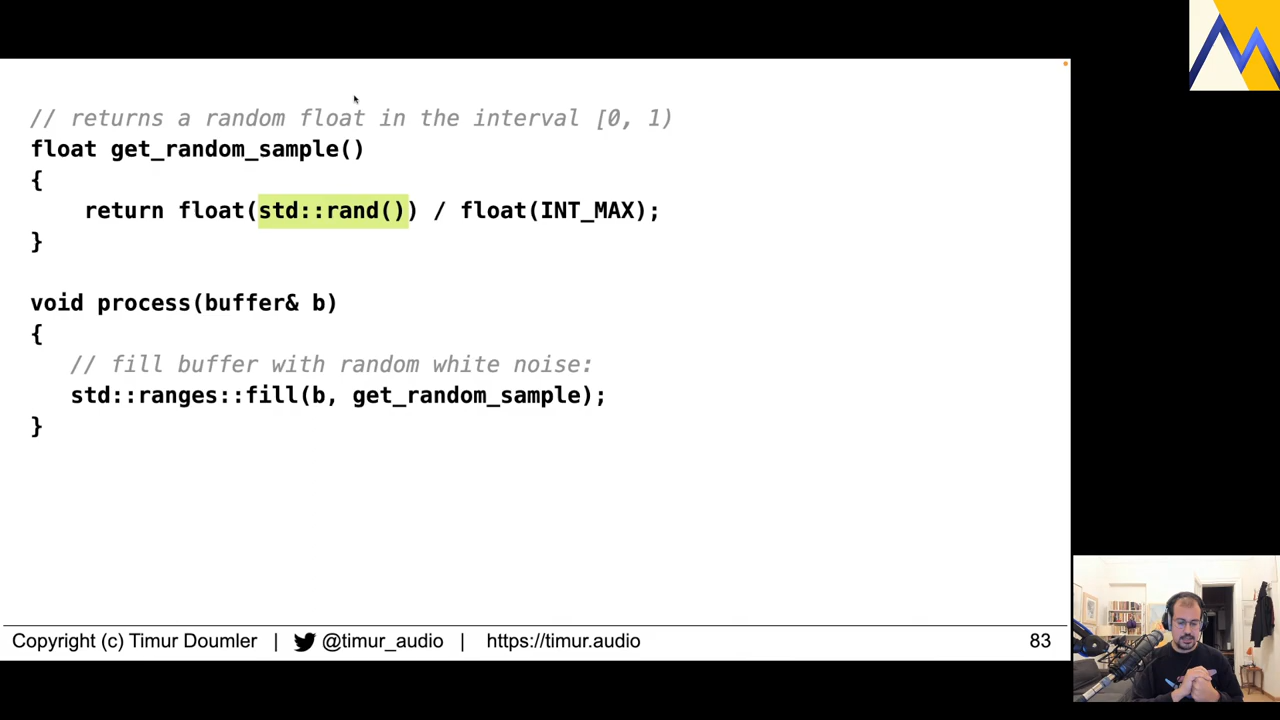 // returns a random float in the interval [0, 1)
float get_random_sample()
{
return float(std::rand()) / float(INT_MAX);
}
void process(buffer& b)
{
// fill buffer with random white noise:
std::ranges::fill(b, get_random_sample);
}
Copyright (c) Timur Doumler | @timur_audio | https://timur.audio 83